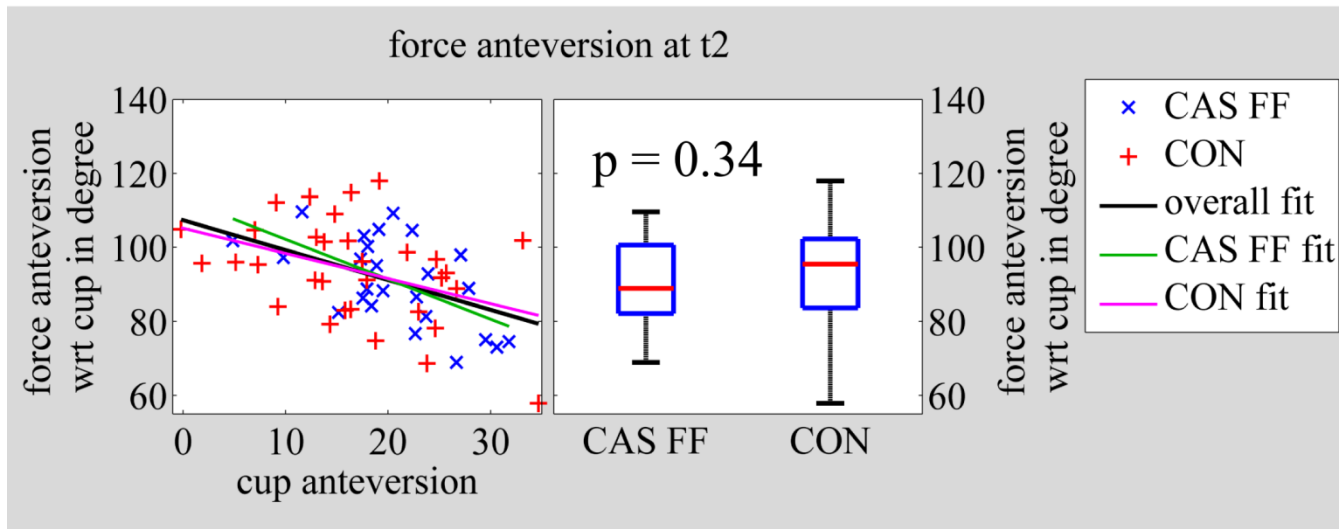 force anteversion at t2
force anteversion
wrt cup in degree
140
120
100
80
60
0
10
20
30
cup anteversion
p = 0.34
CAS FF
CON
140
120
100
80
60
force anteversion
wrt cup in degree
CAS FF
CON
overall fit
CAS FF fit
CON fit